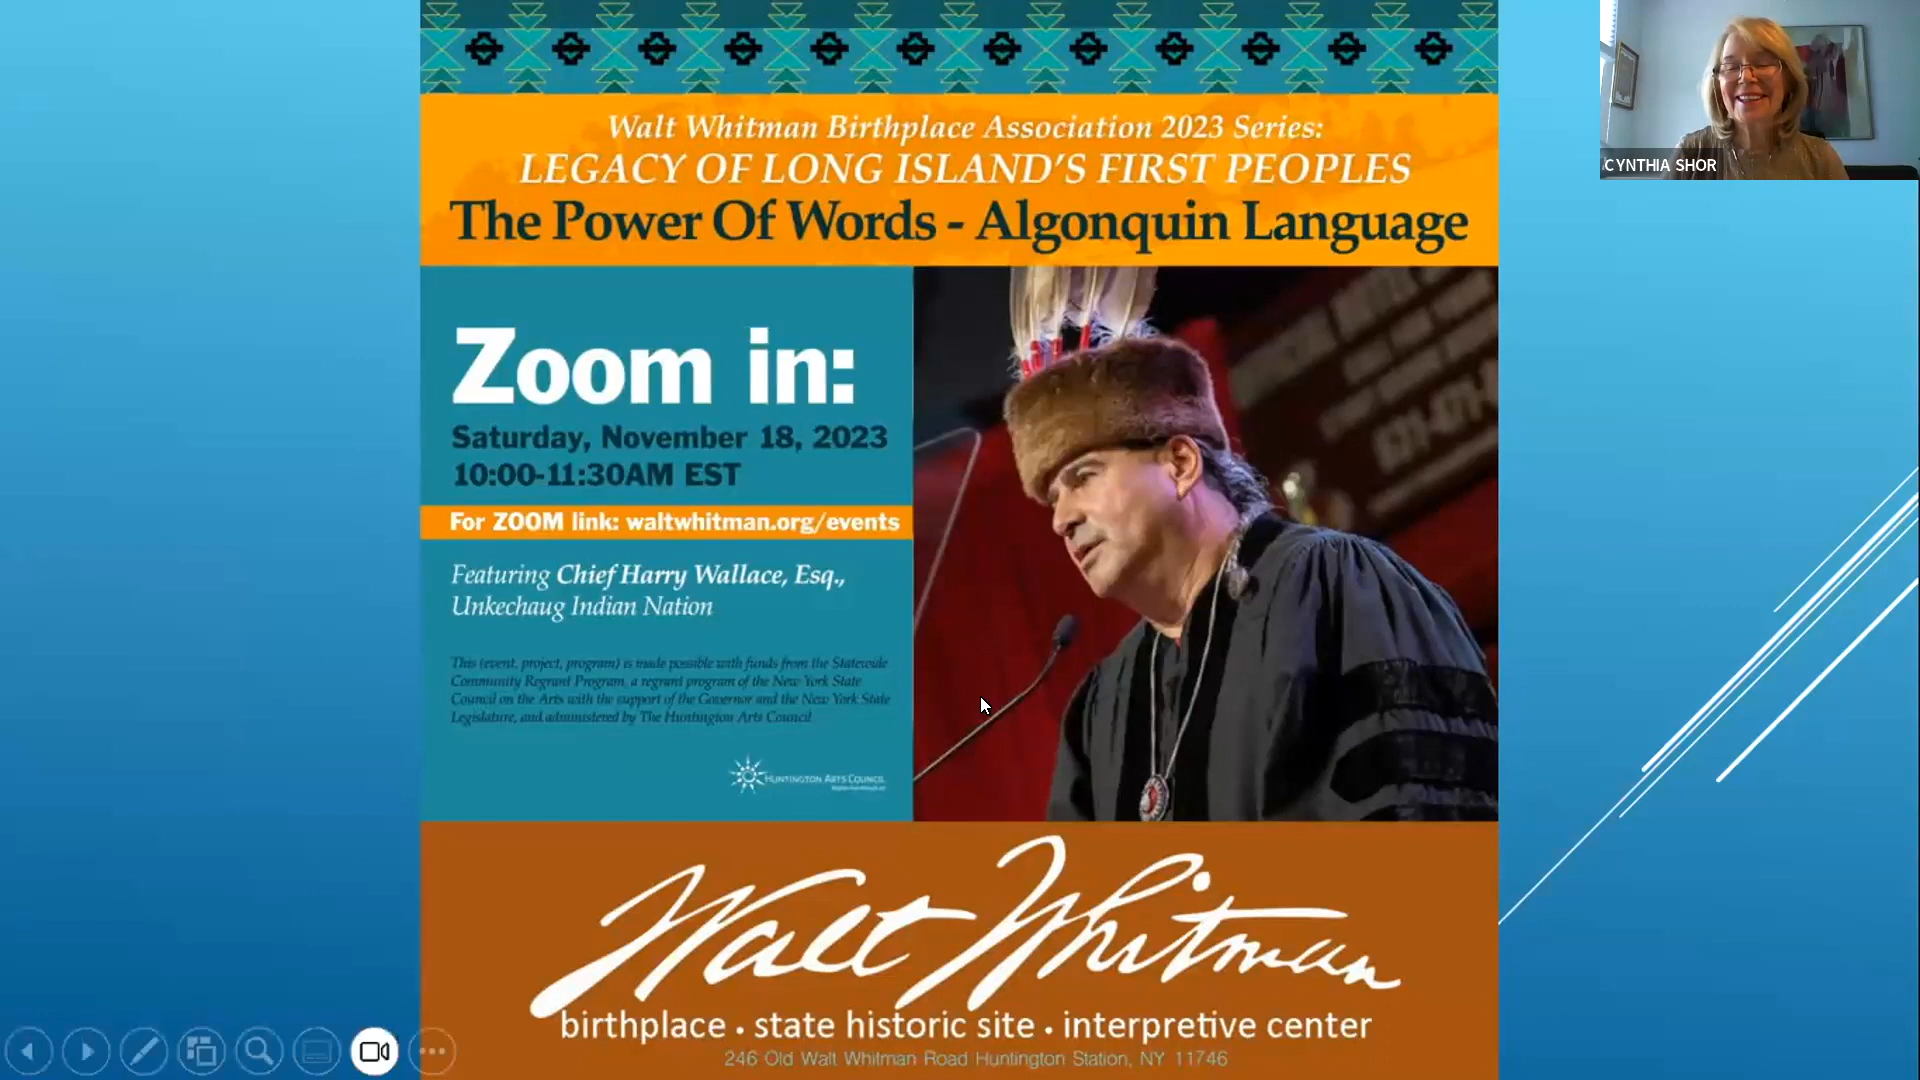 Walt Whitman Birthplace Association 2023 Series:
LEGACY OF LONG ISLAND'S FIRST PEOPLES
The Power Of Words - Algonquin Language
CYNTHIA SHOR
Zoom in:
Saturday, November 18, 2023
10:00-11:30AM EST
For ZOOM link: waltwhitman.org/events
Featuring Chief Harry Wallace, Esq.,
Unkechaug Indian Nation
This (event, project, program) is made possible with funds from the Statewide
Community Regrant Program, a regrant program of the New York State
Council on the Arts with the support of the Governor and the New York State
Legislature, and administered by The Huntington Arts Council
HUNTINGTON ARTS COUNCIL
Walt Whitman
birthplace • state historic site • interpretive center
246 Old Walt Whitman Road Huntington Station, NY 11746